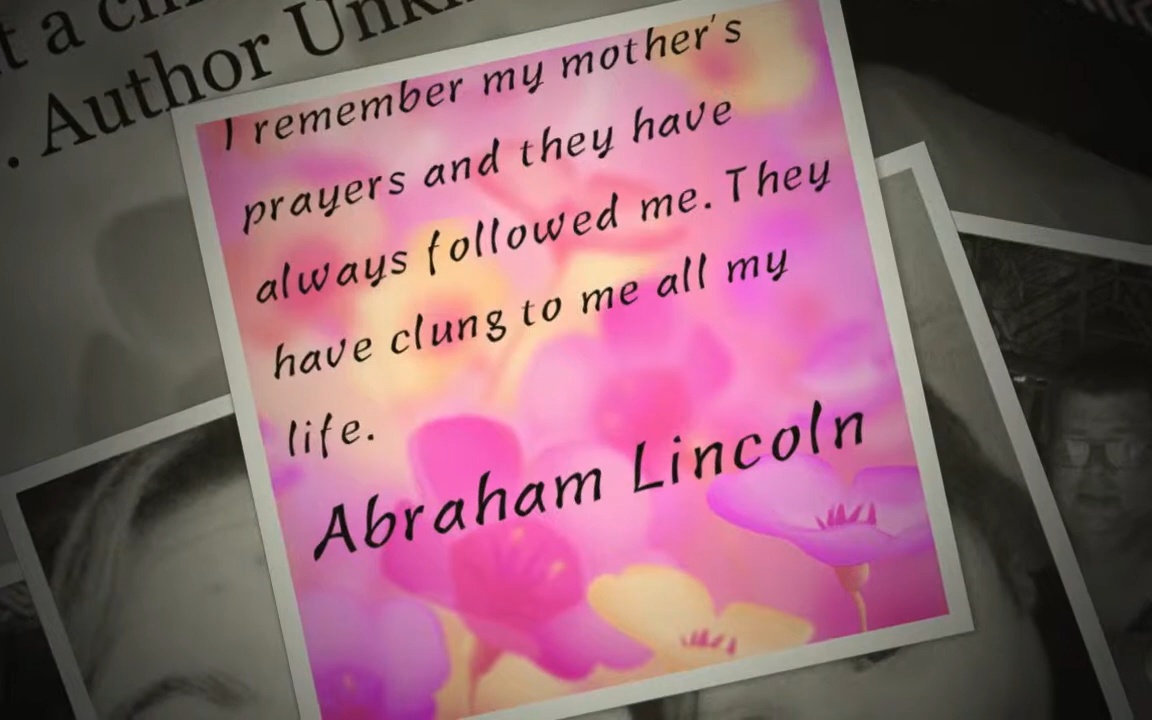 t a
. Author
I remember my mother's
prayers and they have
always followed me. They
have clung to me all my
life.
Abraham Lincoln